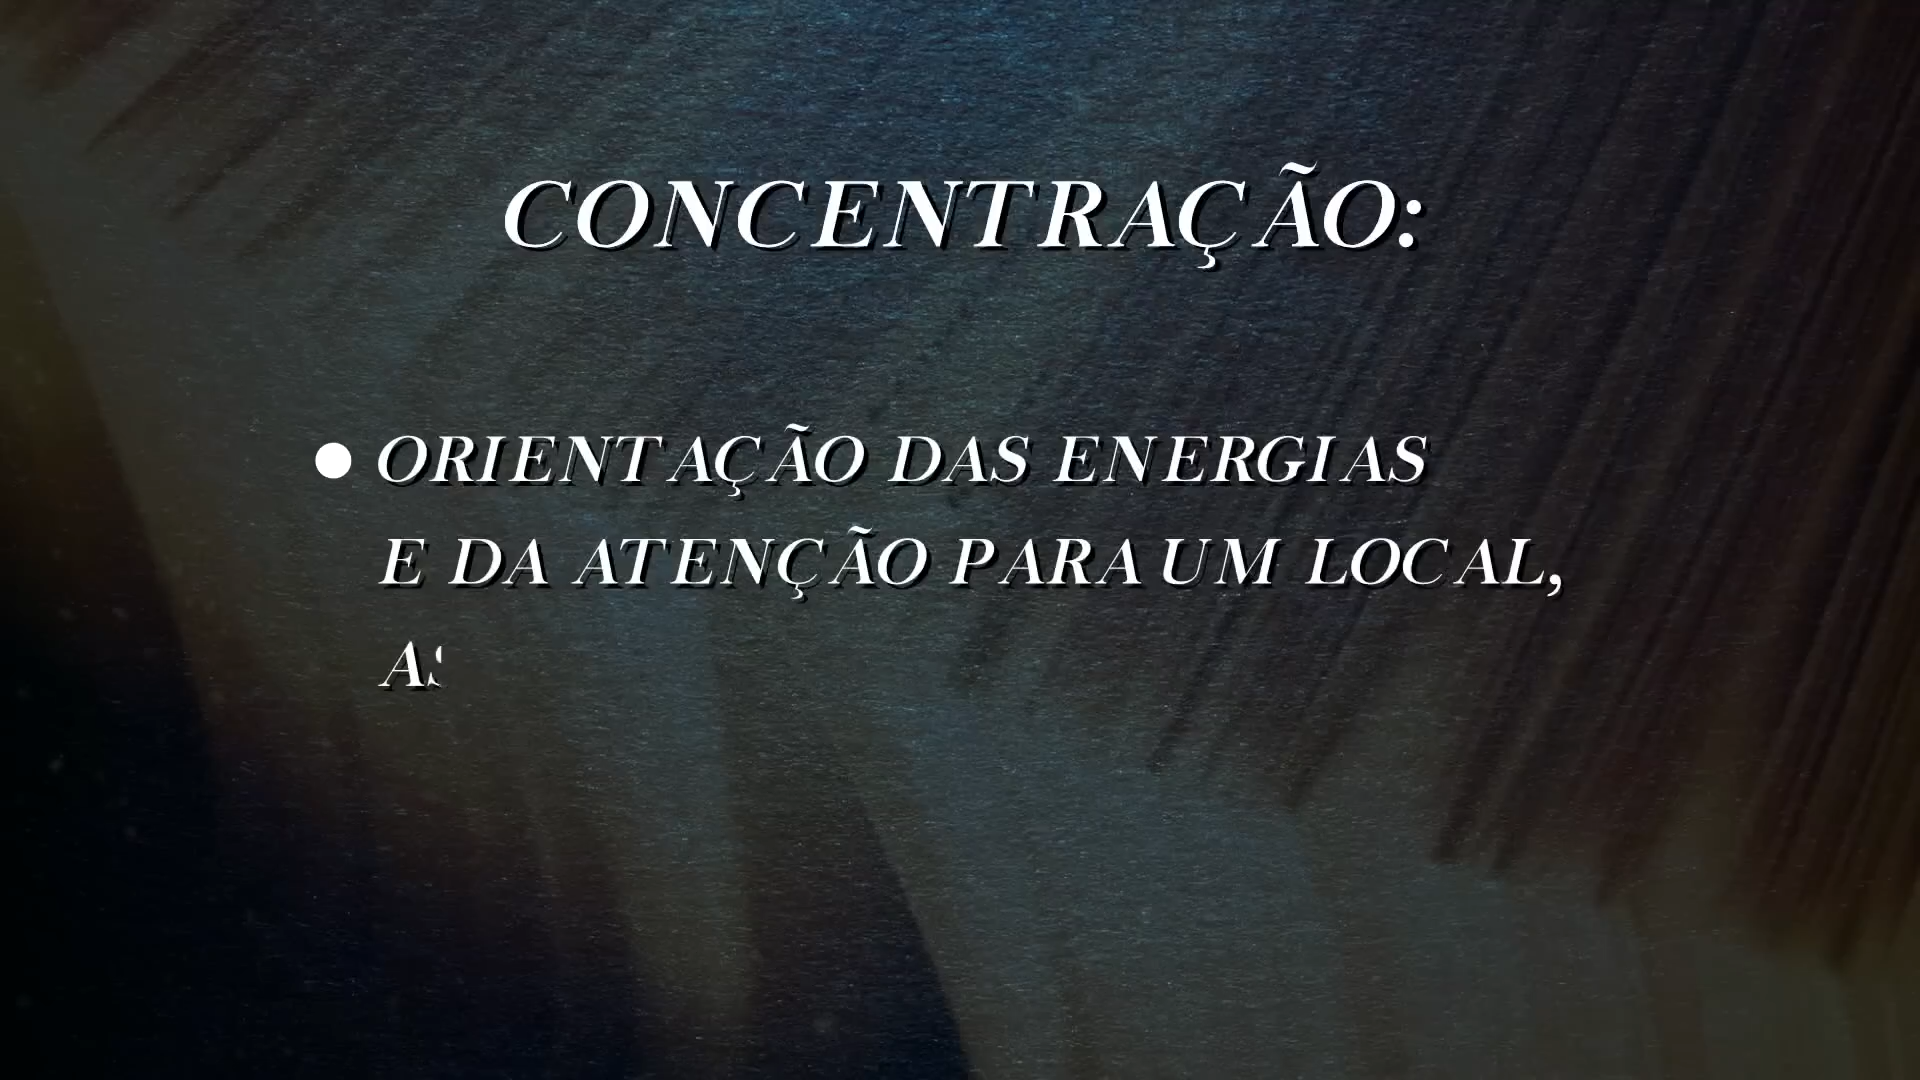 CONCENTRAÇÃO:
● ORIENTAÇÃO DAS ENERGIAS
E DA ATENÇÃO PARA UM LOCAL,